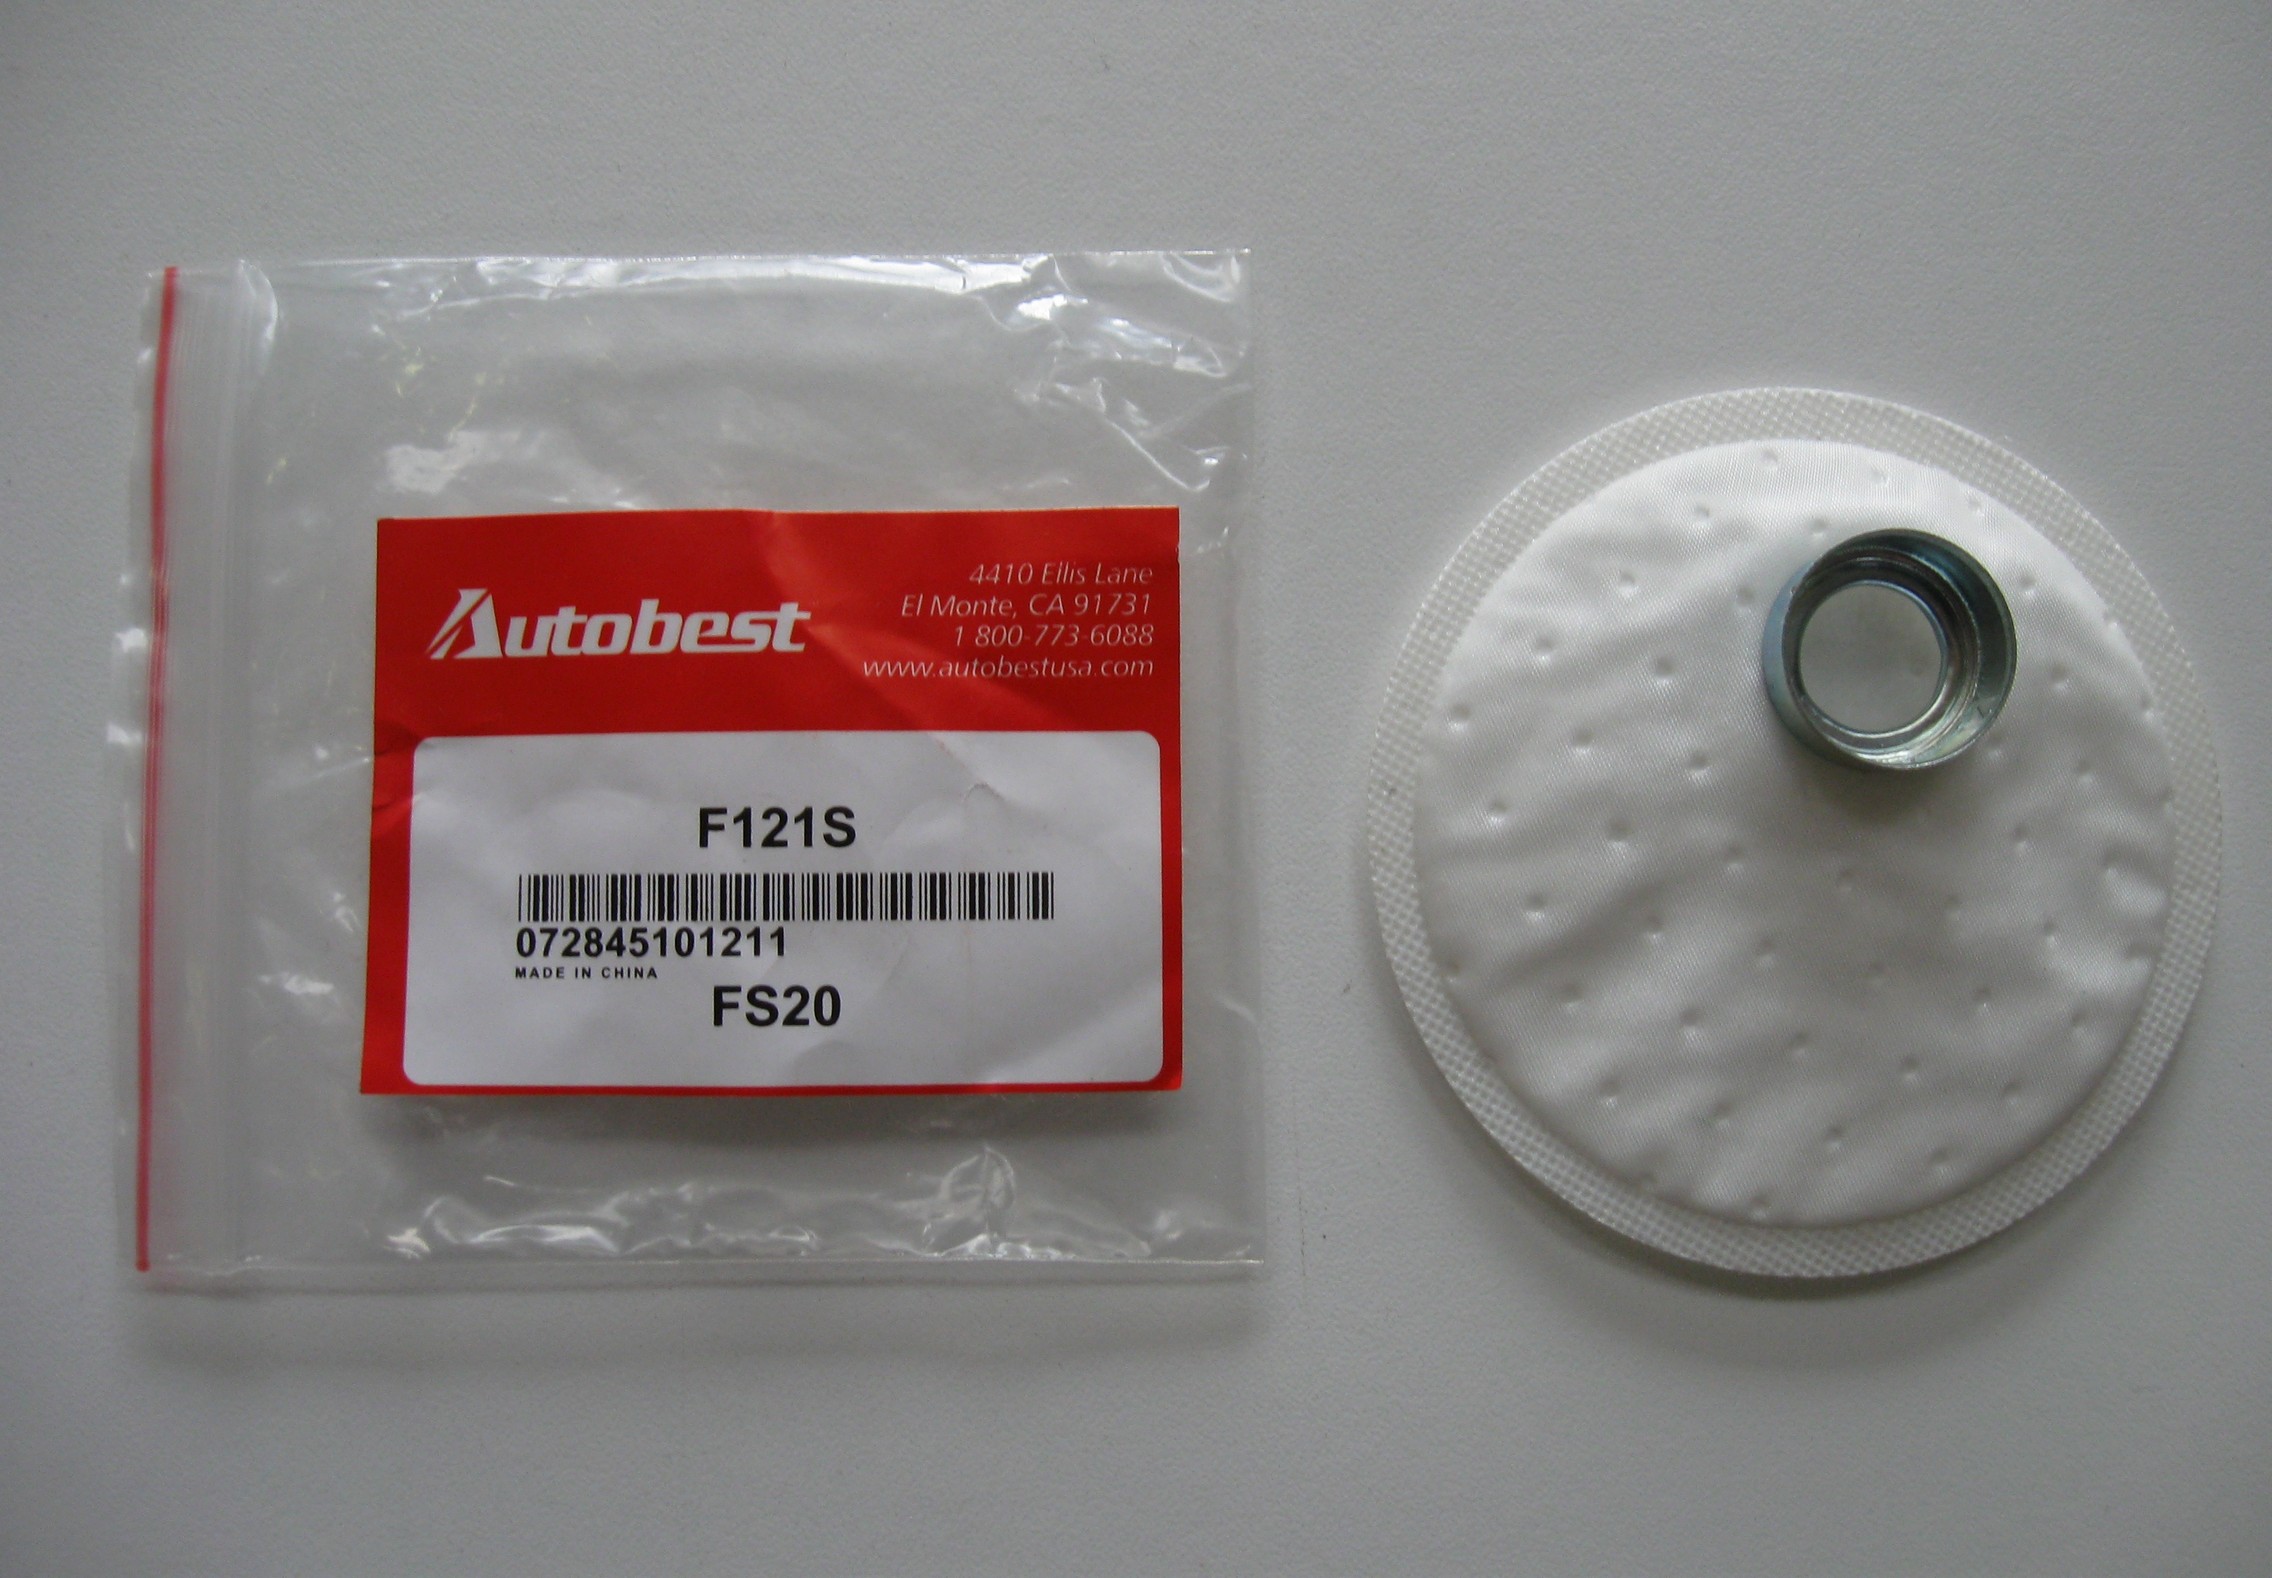 Autobest
4410 Ellis Lane
El Monte, CA 91731
1 800-773-6088
www.autobestusa.com
F121S
072845101211
MADE IN CHINA
FS20